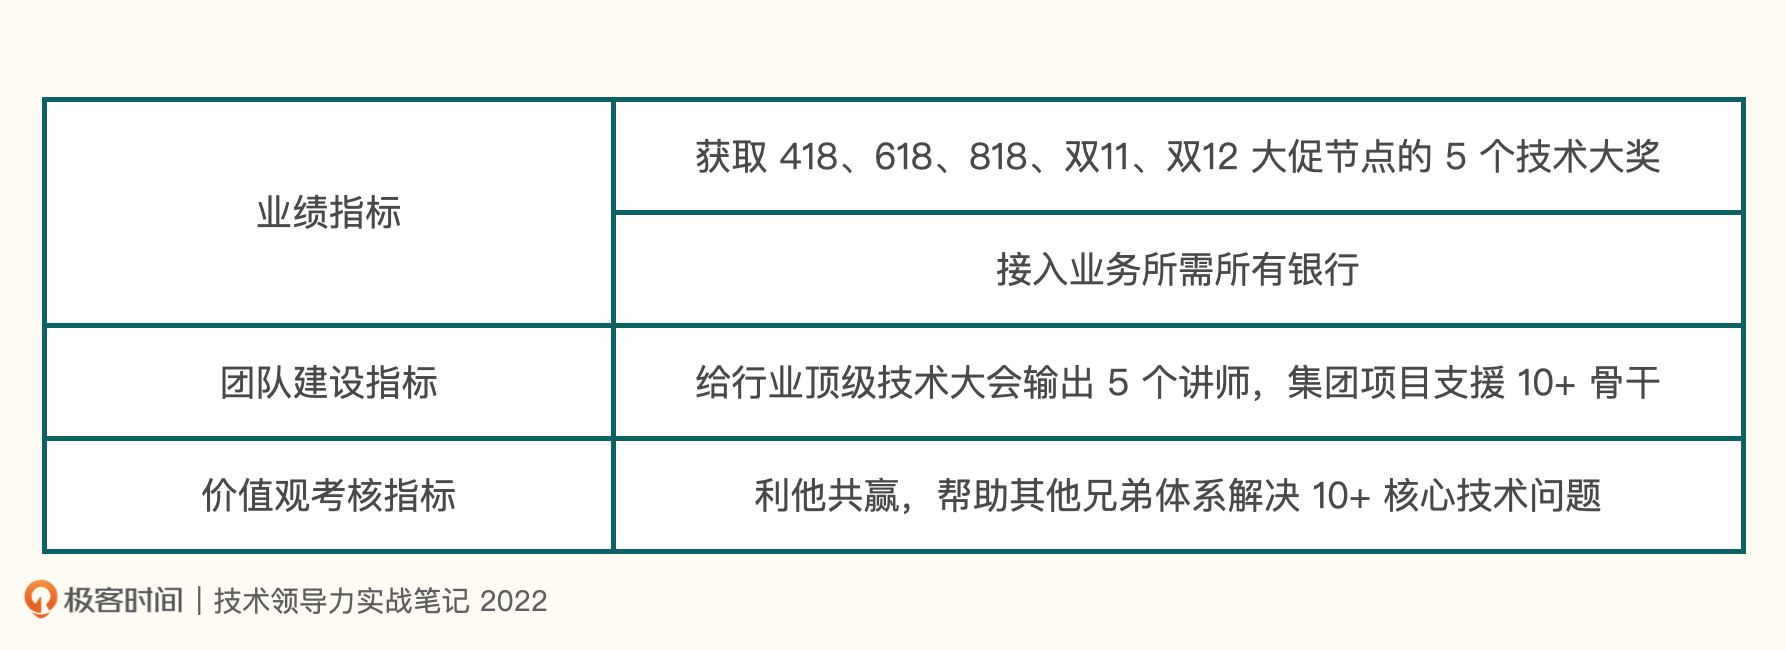 业绩指标
获取 418、618、818、双11、双12 大促节点的 5 个技术大奖
接入业务所需所有银行
团队建设指标
给行业顶级技术大会输出 5 个讲师，集团项目支援 10+ 骨干
价值观考核指标
利他共赢，帮助其他兄弟体系解决 10+ 核心技术问题
极客时间｜技术领导力实战笔记 2022